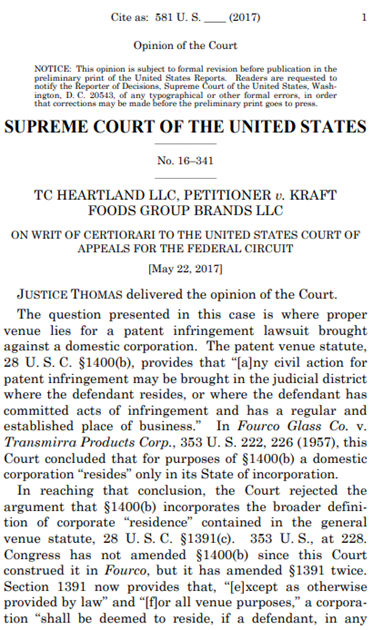 Cite as: 581 U. S. ____ (2017) 1
Opinion of the Court
NOTICE: This opinion is subject to formal revision before publication in the
preliminary print of the United States Reports. Readers are requested to
notify the Reporter of Decisions, Supreme Court of the United States, Wash-
ington, D. C. 20543, of any typographical or other formal errors, in order
that corrections may be made before the preliminary print goes to press.
SUPREME COURT OF THE UNITED STATES
No. 16–341
TC HEARTLAND LLC, PETITIONER v. KRAFT
FOODS GROUP BRANDS LLC
ON WRIT OF CERTIORARI TO THE UNITED STATES COURT OF
APPEALS FOR THE FEDERAL CIRCUIT
[May 22, 2017]
JUSTICE THOMAS delivered the opinion of the Court.
The question presented in this case is where proper
venue lies for a patent infringement lawsuit brought
against a domestic corporation. The patent venue statute,
28 U. S. C. §1400(b), provides that “[a]ny civil action for
patent infringement may be brought in the judicial district
where the defendant resides, or where the defendant has
committed acts of infringement and has a regular and
established place of business.” In Fourco Glass Co. v.
Transmirra Products Corp., 353 U. S. 222, 226 (1957), this
Court concluded that for purposes of §1400(b) a domestic
corporation “resides” only in its State of incorporation.
In reaching that conclusion, the Court rejected the
argument that §1400(b) incorporates the broader defini-
tion of corporate “residence” contained in the general
venue statute, 28 U. S. C. §1391(c). 353 U. S., at 228.
Congress has not amended §1400(b) since this Court
construed it in Fourco, but it has amended §1391 twice.
Section 1391 now provides that, “[e]xcept as otherwise
provided by law” and “[f]or all venue purposes,” a corpora-
tion “shall be deemed to reside, if a defendant, in any